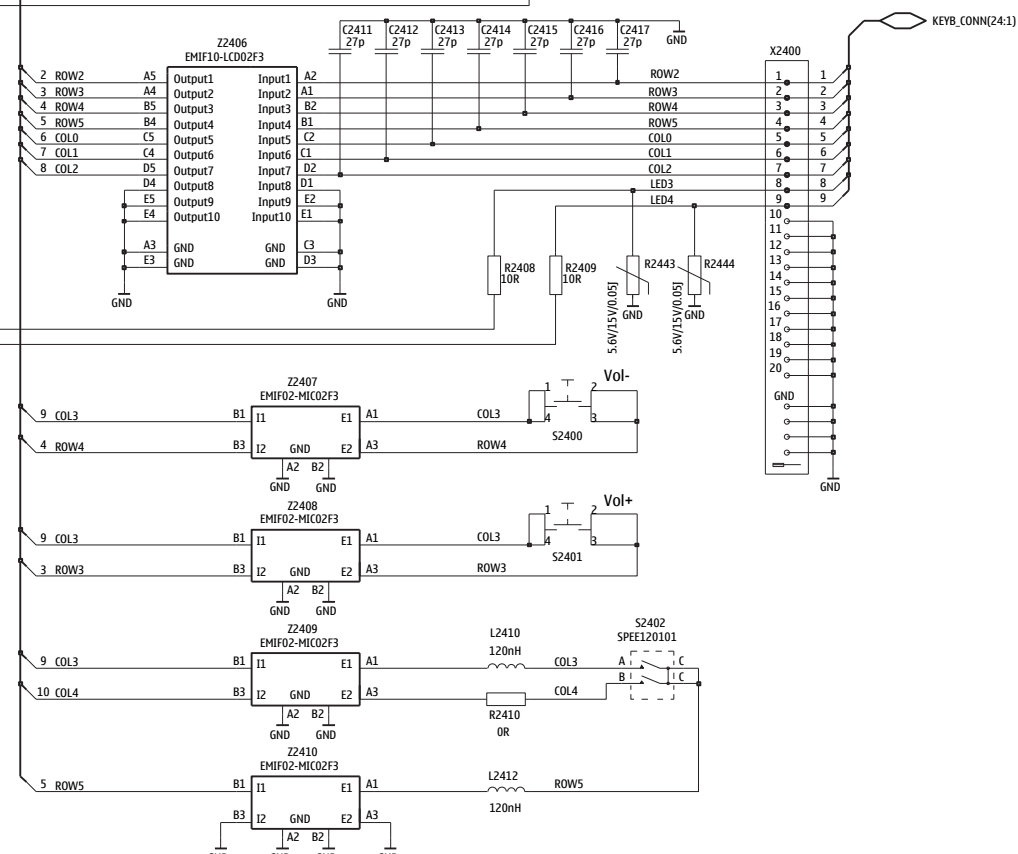 KEYB_CONN(24:1)
C2411 C2412 C2413 C2414 C2415 C2416 C2417
27p 27p 27p 27p 27p 27p 27p
GND
Z2406
EMIF10-LCD02F3
X2400
2 ROW2 A5 Output1 Input1 A2 ROW2 1 1
3 ROW3 A4 Output2 Input2 A1 ROW3 2 2
4 ROW4 B5 Output3 Input3 B2 ROW4 3 3
5 ROW5 B4 Output4 Input4 B1 ROW5 4 4
6 COL0 C5 Output5 Input5 C2 COL0 5 5
7 COL1 C4 Output6 Input6 C1 COL1 6 6
8 COL2 D5 Output7 Input7 D2 COL2 7 7
D4 Output8 Input8 D1 LED3 8 8
E5 Output9 Input9 E2 LED4 9 9
E4 Output10 Input10 E1 10
11
A3 GND GND C3 12
E3 GND GND D3 13
R2408 R2409 R2443 R2444
10R 10R
14
15
GND GND GND GND 16
5.6V/15V/0.05J 5.6V/15V/0.05J
17
18
19
20
GND
GND
Z2407
EMIF02-MIC02F3
Vol-
9 COL3 B1 I1 E1 A1 COL3 1 2 4 3
S2400
4 ROW4 B3 I2 GND E2 A3 ROW4
A2 B2
GND GND
Z2408
EMIF02-MIC02F3
Vol+
9 COL3 B1 I1 E1 A1 COL3 1 2 4 3
S2401
3 ROW3 B3 I2 GND E2 A3 ROW3
A2 B2
GND GND
Z2409
EMIF02-MIC02F3
L2410
120nH
S2402
SPEE120101
9 COL3 B1 I1 E1 A1 COL3 A C
10 COL4 B3 I2 GND E2 A3 COL4 B C
R2410
0R
A2 B2
GND GND
Z2410
EMIF02-MIC02F3
L2412
5 ROW5 B1 I1 E1 A1 ROW5
120nH
B3 I2 GND E2 A3
A2 B2